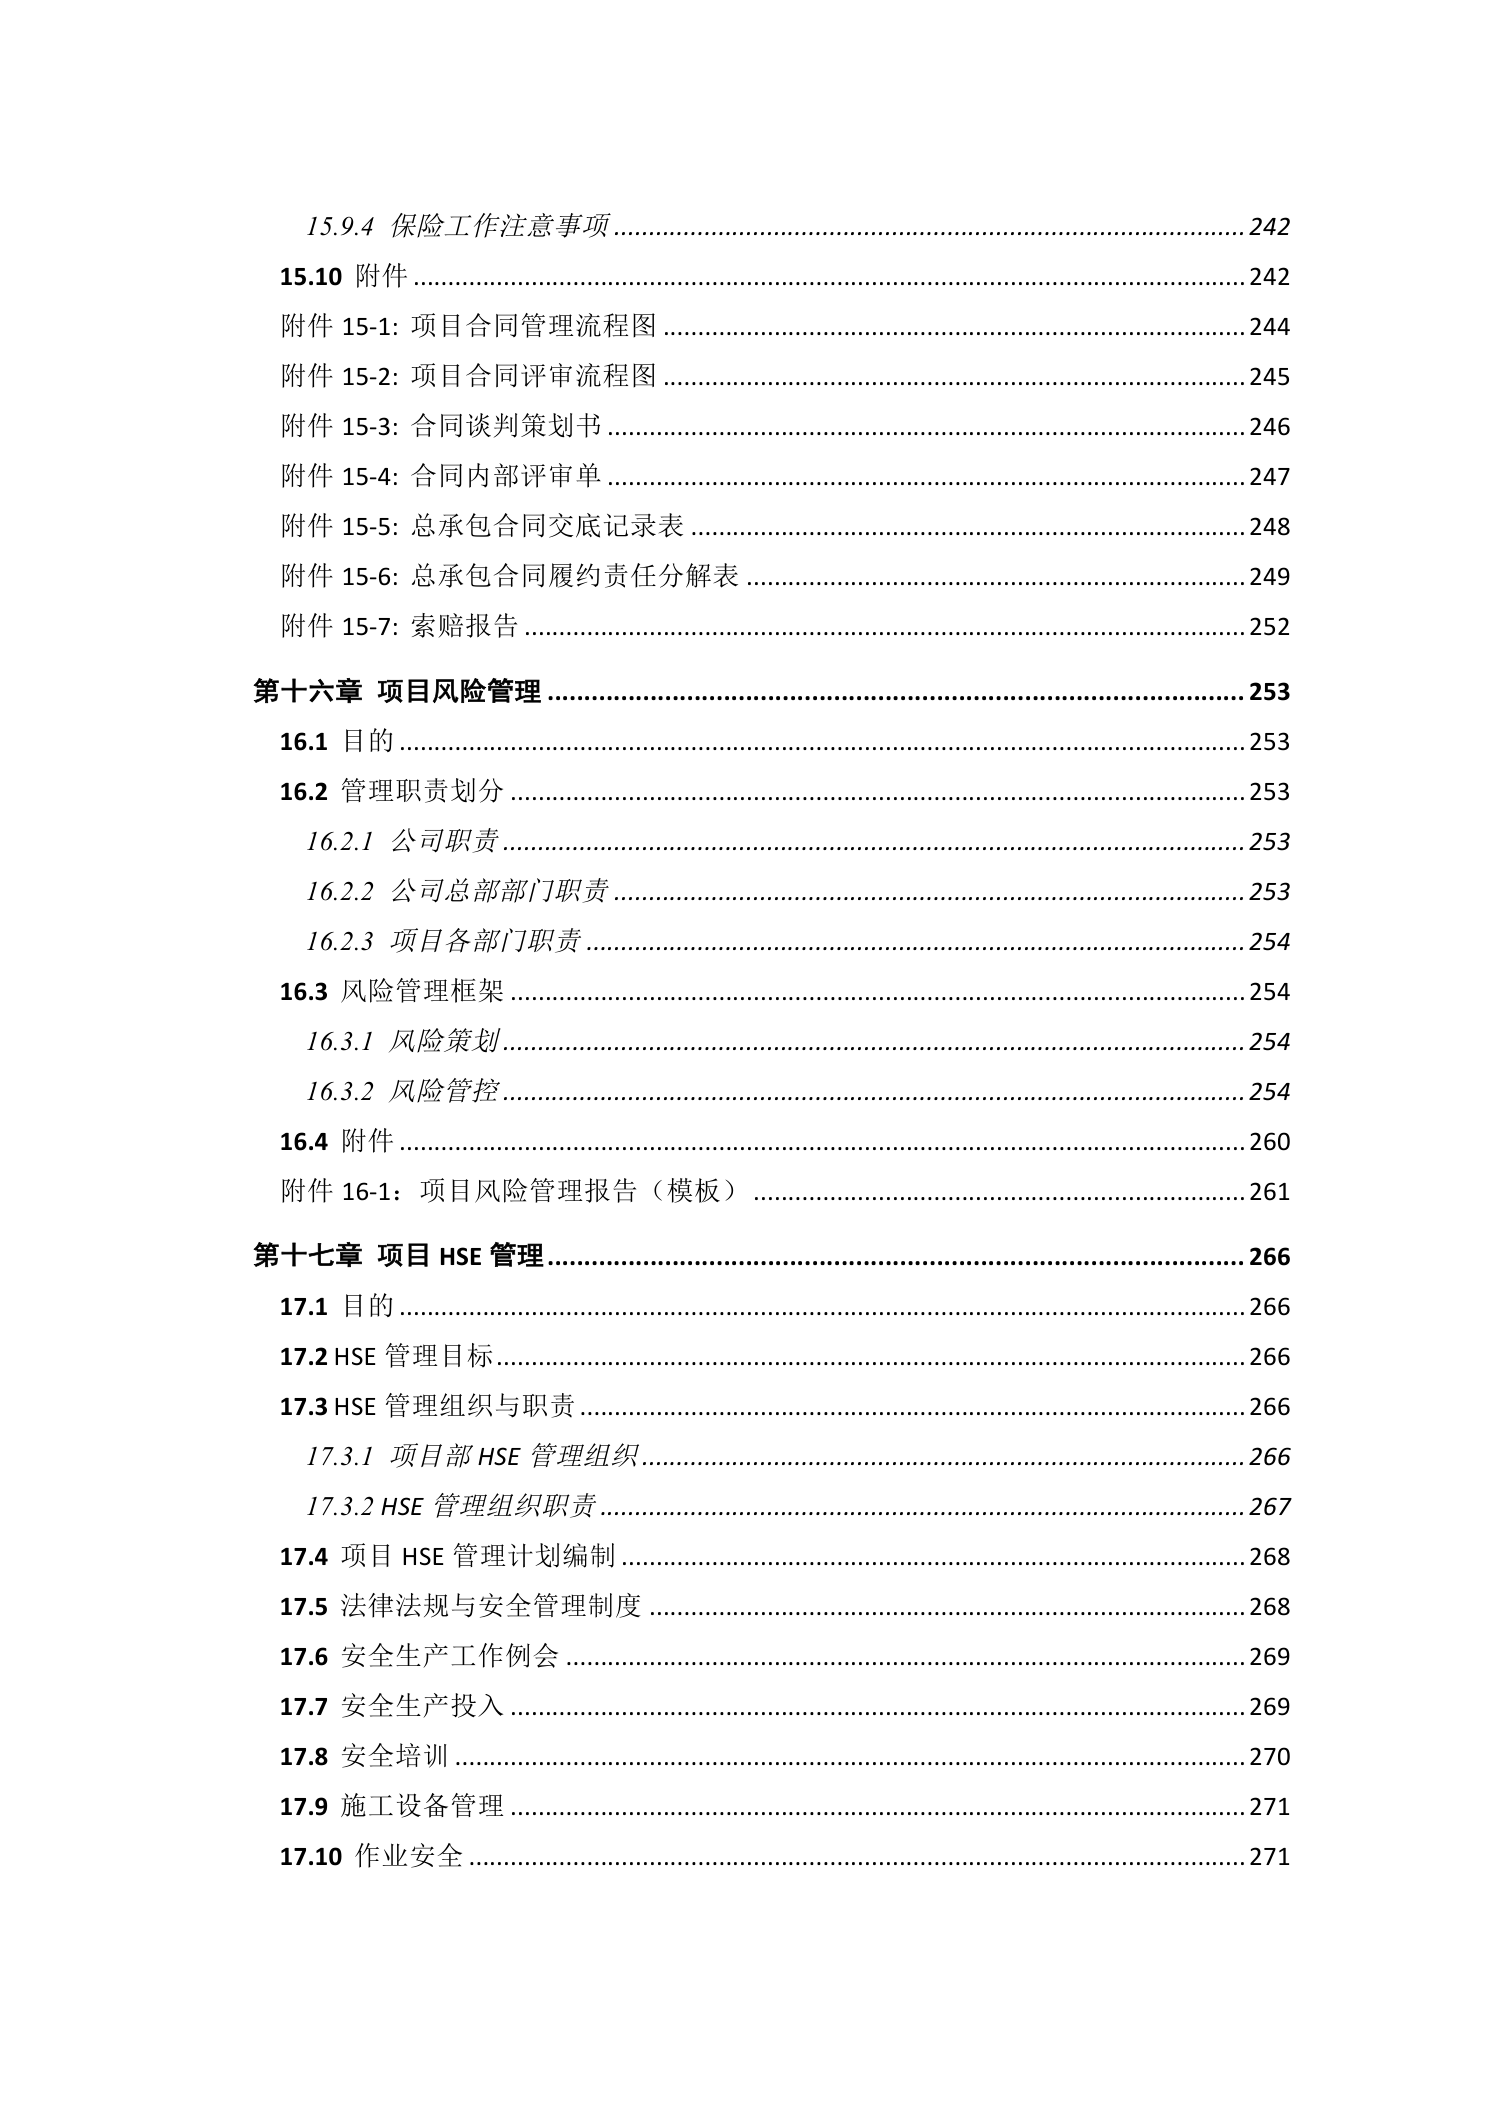 15.9.4 保险工作注意事项........................................242
15.10 附件........................................242
附件 15-1: 项目合同管理流程图........................................244
附件 15-2: 项目合同评审流程图........................................245
附件 15-3: 合同谈判策划书........................................246
附件 15-4: 合同内部评审单........................................247
附件 15-5: 总承包合同交底记录表........................................248
附件 15-6: 总承包合同履约责任分解表........................................249
附件 15-7: 索赔报告........................................252
第十六章 项目风险管理........................................253
16.1 目的........................................253
16.2 管理职责划分........................................253
16.2.1 公司职责........................................253
16.2.2 公司总部部门职责........................................253
16.2.3 项目各部门职责........................................254
16.3 风险管理框架........................................254
16.3.1 风险策划........................................254
16.3.2 风险管控........................................254
16.4 附件........................................260
附件 16-1：项目风险管理报告（模板）........................................261
第十七章 项目 HSE 管理........................................266
17.1 目的........................................266
17.2 HSE 管理目标........................................266
17.3 HSE 管理组织与职责........................................266
17.3.1 项目部 HSE 管理组织........................................266
17.3.2 HSE 管理组织职责........................................267
17.4 项目 HSE 管理计划编制........................................268
17.5 法律法规与安全管理制度........................................268
17.6 安全生产工作例会........................................269
17.7 安全生产投入........................................269
17.8 安全培训........................................270
17.9 施工设备管理........................................271
17.10 作业安全........................................271